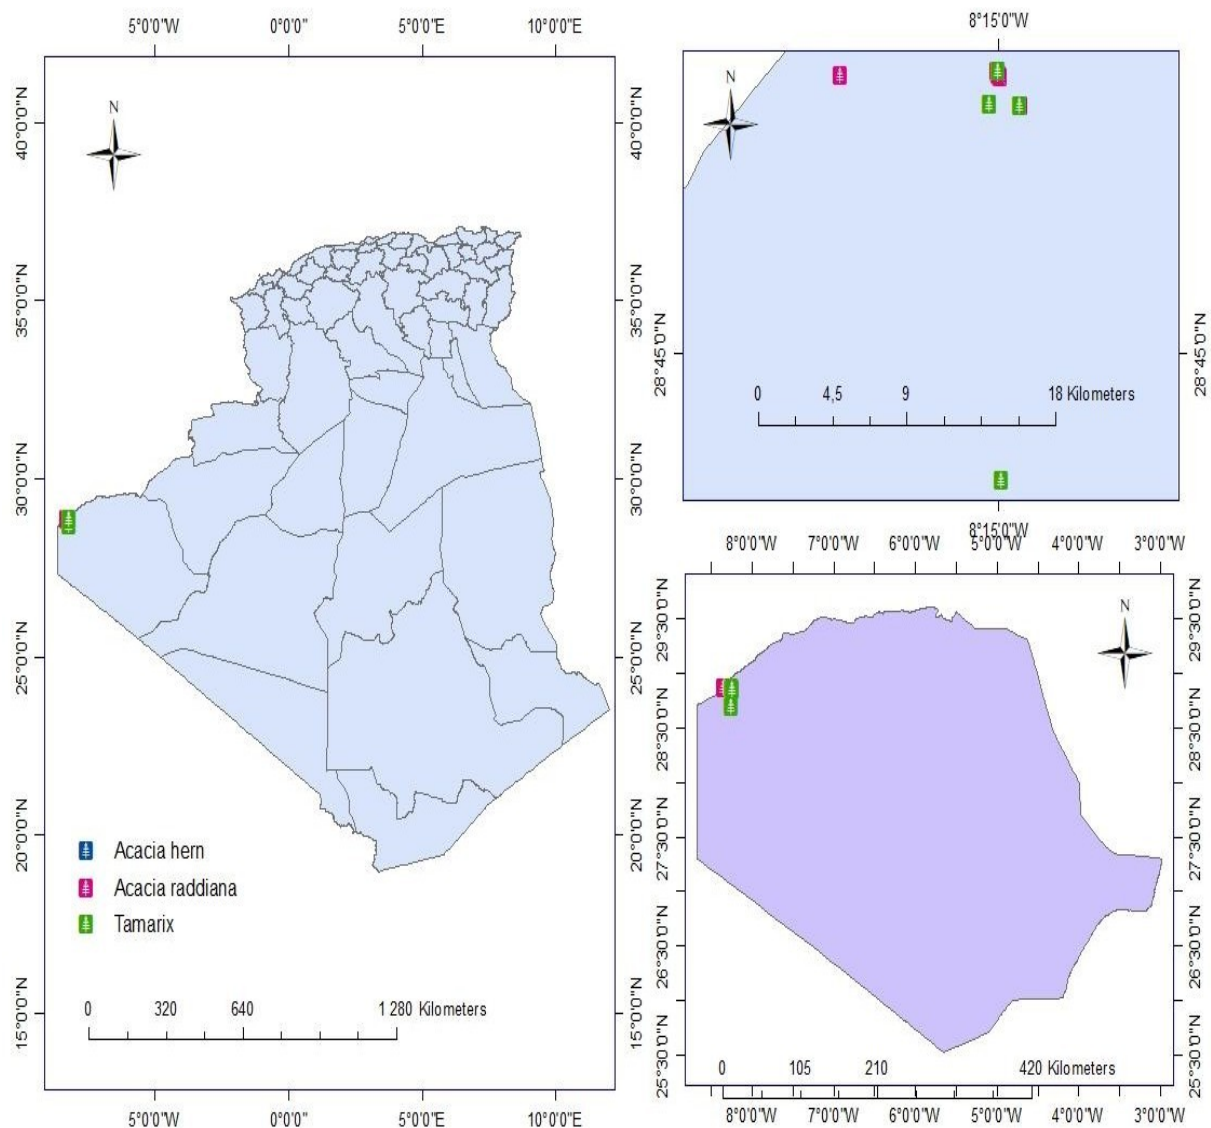 5°0'0"W 0°0'0" 5°0'0"E 10°0'0"E
40°0'0"N 40°0'0"N
N
35°0'0"N 35°0'0"N
30°0'0"N 30°0'0"N
25°0'0"N 25°0'0"N
20°0'0"N 20°0'0"N
Acacia hern
Acacia raddiana
Tamarix
0 320 640 1 280 Kilometers
15°0'0"N 15°0'0"N
5°0'0"W 0°0'0" 5°0'0"E 10°0'0"E
8°15'0"W
N
28°45'0"N 28°45'0"N
0 4,5 9 18 Kilometers
8°15'0"W
8°0'0"W 7°0'0"W 6°0'0"W 5°0'0"W 4°0'0"W 3°0'0"W
N
29°30'0"N 29°30'0"N
28°30'0"N 28°30'0"N
27°30'0"N 27°30'0"N
26°30'0"N 26°30'0"N
25°30'0"N 25°30'0"N
0 105 210 420 Kilometers
8°0'0"W 7°0'0"W 6°0'0"W 5°0'0"W 4°0'0"W 3°0'0"W